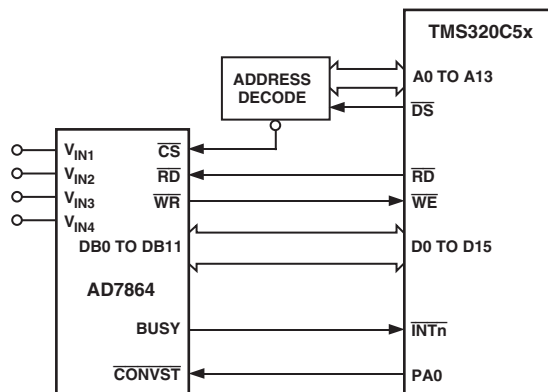 TMS320C5x
ADDRESS
DECODE
A0 TO A13
DS
AD7864
VIN1
VIN2
VIN3
VIN4
CS
RD
WR
DB0 TO DB11
BUSY
CONVST
RD
WE
D0 TO D15
INTn
PA0